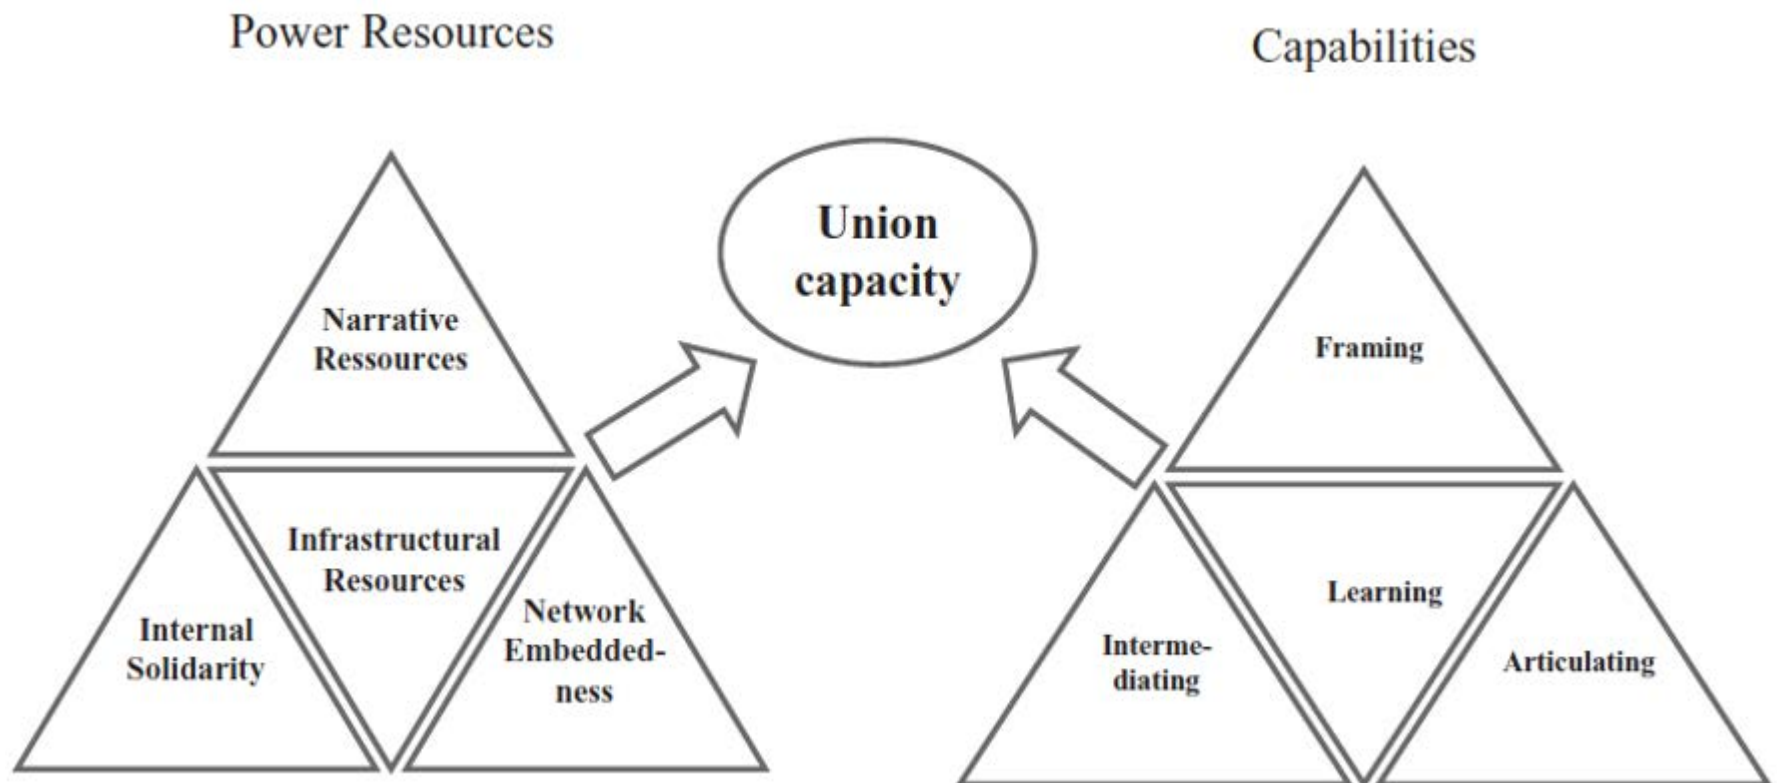 Power Resources
Capabilities
Union
capacity
Narrative
Ressources
Framing
Infrastructural
Resources
Internal
Solidarity
Network
Embedded-
ness
Learning
Interme-
diating
Articulating